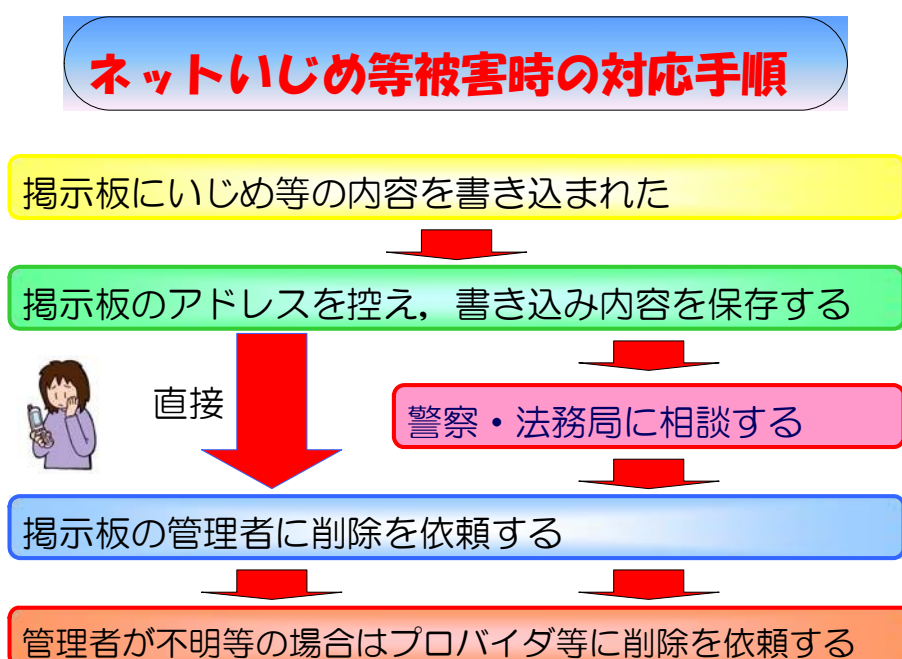 ネットいじめ等被害時の対応手順
掲示板にいじめ等の内容を書き込まれた
掲示板のアドレスを控え，書き込み内容を保存する
直接
警察・法務局に相談する
掲示板の管理者に削除を依頼する
管理者が不明等の場合はプロバイダ等に削除を依頼する